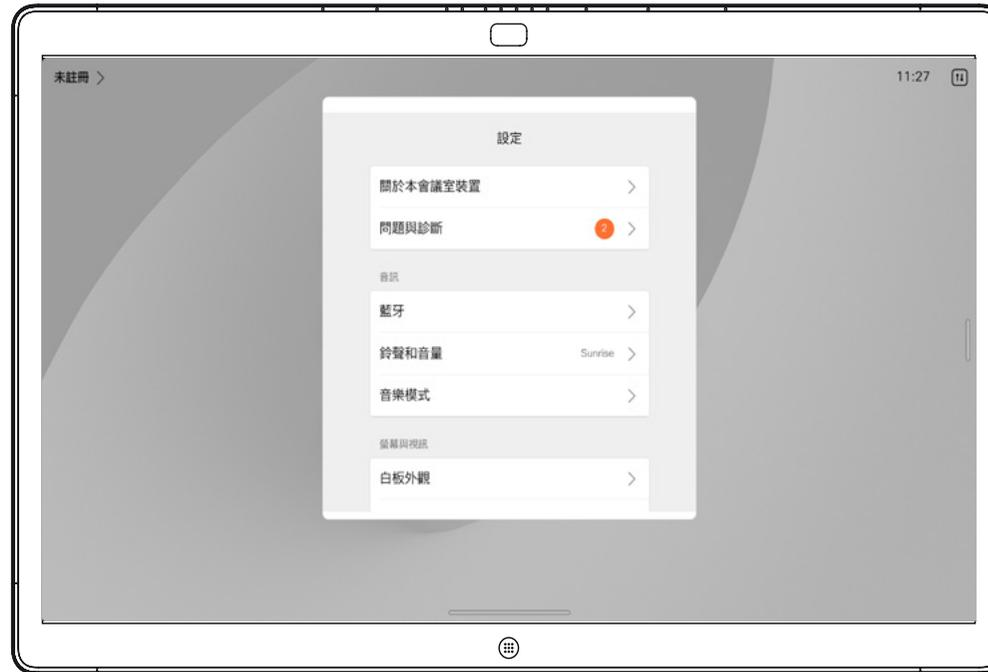 未註冊
11:27
設定
關於本會議室裝置
問題與診斷 2
音訊
藍牙
鈴聲和音量 Sunrise
音樂模式
螢幕與視訊
白板外觀